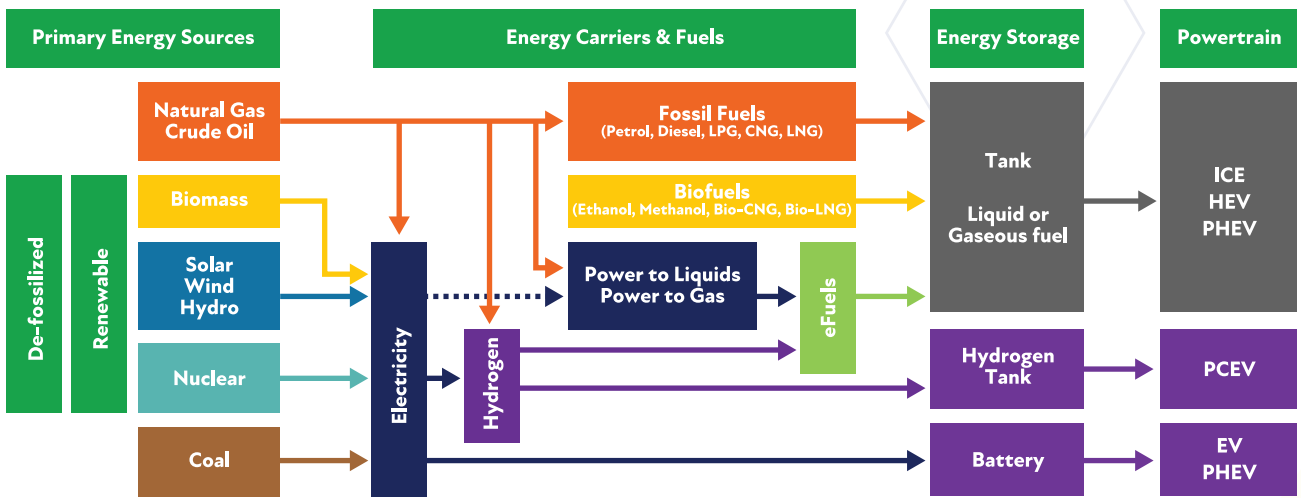 Primary Energy Sources
Energy Carriers & Fuels
Energy Storage
Powertrain
Natural Gas
Crude Oil
Fossil Fuels
(Petrol, Diesel, LPG, CNG, LNG)
Tank
Liquid or
Gaseous fuel
ICE
HEV
PHEV
De-fossilized
Renewable
Biomass
Biofuels
(Ethanol, Methanol, Bio-CNG, Bio-LNG)
Solar
Wind
Hydro
Electricity
Power to Liquids
Power to Gas
eFuels
Nuclear
Hydrogen
Hydrogen
Tank
PCEV
Coal
Battery
EV
PHEV